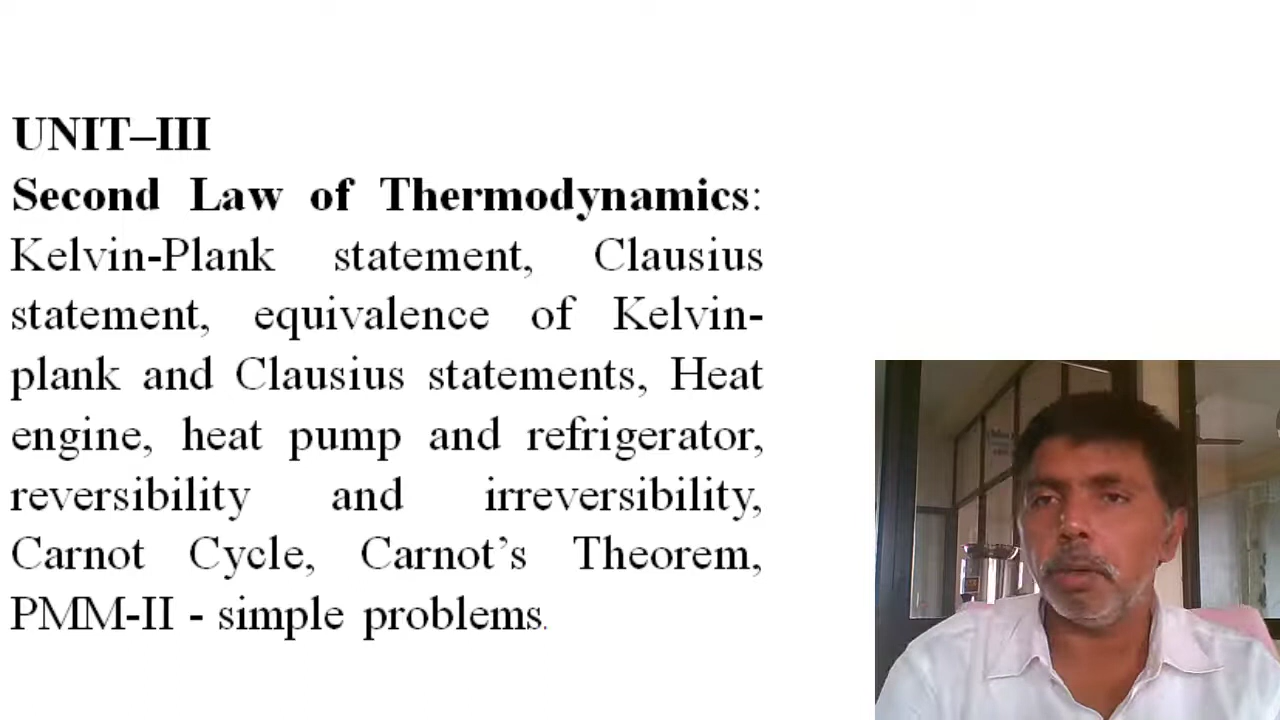 UNIT–III
Second Law of Thermodynamics:
Kelvin-Plank statement, Clausius
statement, equivalence of Kelvin-
plank and Clausius statements, Heat
engine, heat pump and refrigerator,
reversibility and irreversibility,
Carnot Cycle, Carnot’s Theorem,
PMM-II - simple problems.